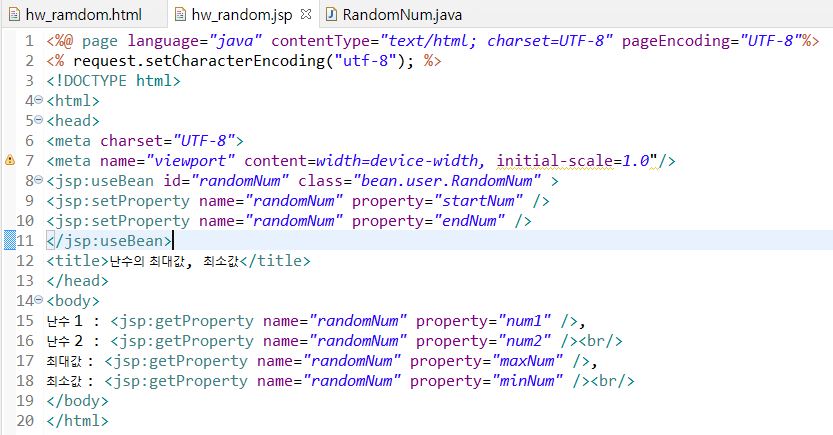 hw_ramdom.html hw_random.jsp RandomNum.java
1 <%@ page language="java" contentType="text/html; charset=UTF-8" pageEncoding="UTF-8"%>
2 <% request.setCharacterEncoding("utf-8"); %>
3 <!DOCTYPE html>
4 <html>
5 <head>
6 <meta charset="UTF-8">
7 <meta name="viewport" content=width=device-width, initial-scale=1.0"/>
8 <jsp:useBean id="randomNum" class="bean.user.RandomNum" >
9 <jsp:setProperty name="randomNum" property="startNum" />
10 <jsp:setProperty name="randomNum" property="endNum" />
11 </jsp:useBean>
12 <title>난수의 최대값, 최소값</title>
13 </head>
14 <body>
15 난수 1 : <jsp:getProperty name="randomNum" property="num1" />,
16 난수 2 : <jsp:getProperty name="randomNum" property="num2" /><br/>
17 최대값 : <jsp:getProperty name="randomNum" property="maxNum" />,
18 최소값 : <jsp:getProperty name="randomNum" property="minNum" /><br/>
19 </body>
20 </html>